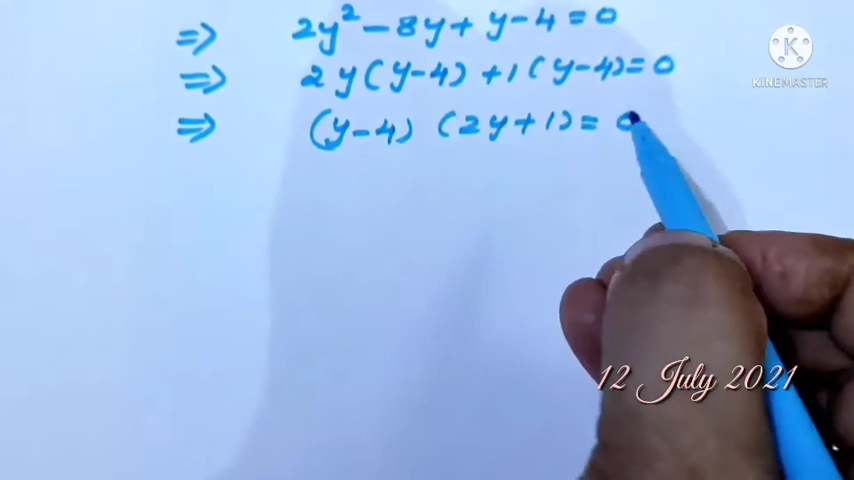 ⇒ 2y² - 8y + y - 4 = 0
⇒ 2y(y-4) + 1(y-4) = 0
⇒ (y-4) (2y+1) = 0
K
KINEMASTER
12 July 2021